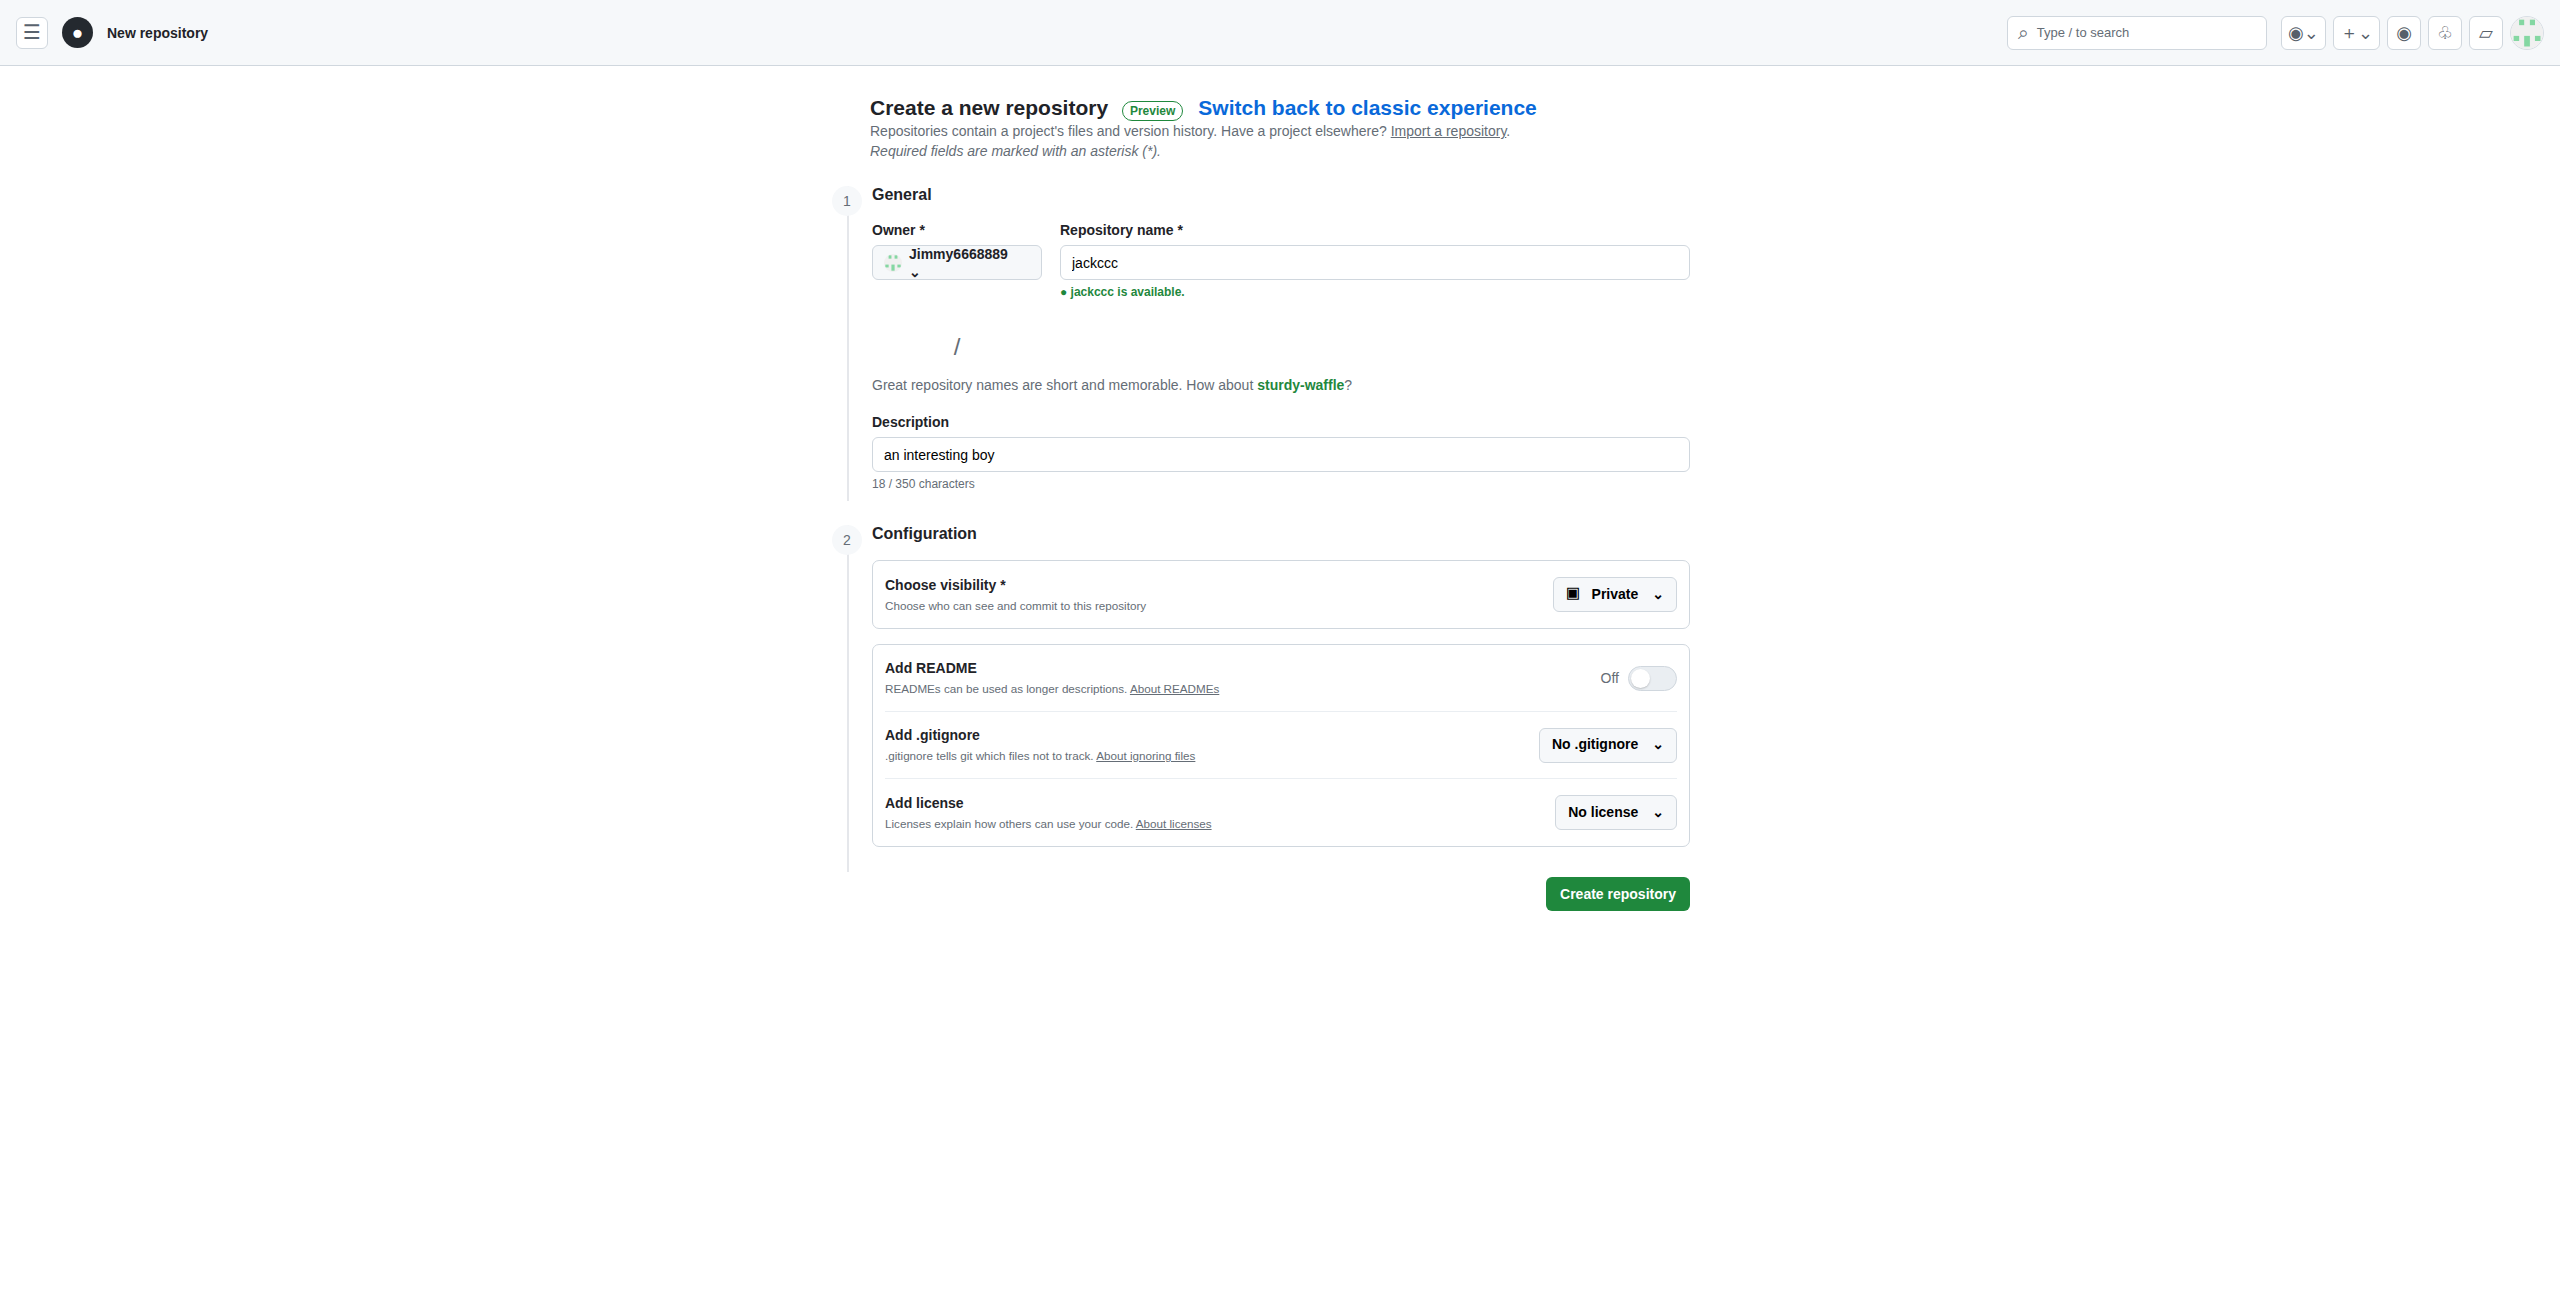 New repository
Type / to search
Create a new repository Preview Switch back to classic experience
Repositories contain a project's files and version history. Have a project elsewhere? Import a repository.
Required fields are marked with an asterisk (*).
1 General
Owner * Repository name *
Jimmy6668889 jackccc
● jackccc is available.
/
Great repository names are short and memorable. How about sturdy-waffle?
Description
an interesting boy
18 / 350 characters
2 Configuration
Choose visibility * Private
Choose who can see and commit to this repository
Add README Off
READMEs can be used as longer descriptions. About READMEs
Add .gitignore No .gitignore
.gitignore tells git which files not to track. About ignoring files
Add license No license
Licenses explain how others can use your code. About licenses
Create repository